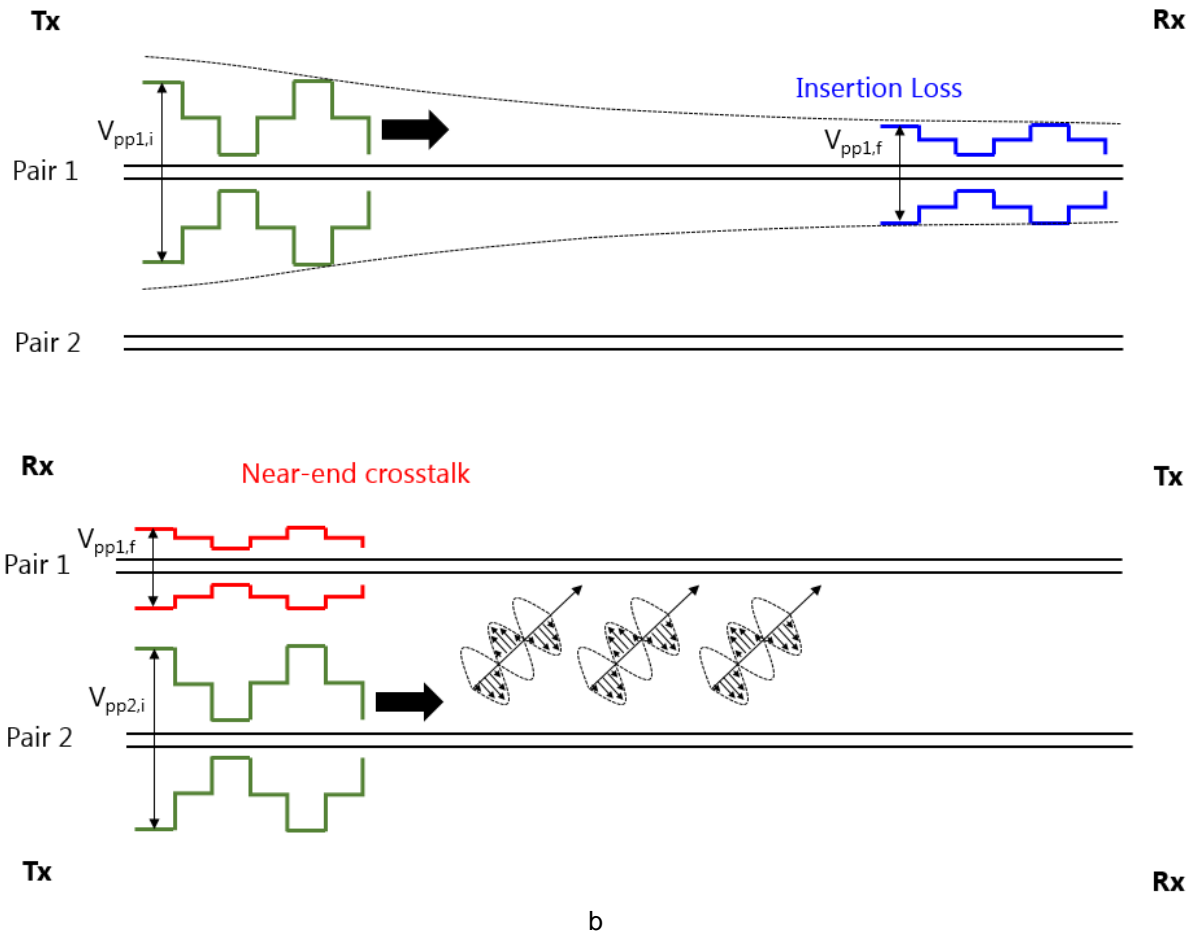 Tx
Rx
Insertion Loss
Vpp1,i
Vpp1,f
Pair 1
Pair 2
Rx
Near-end crosstalk
Tx
Vpp1,f
Pair 1
Vpp2,i
Pair 2
Tx
Rx
b